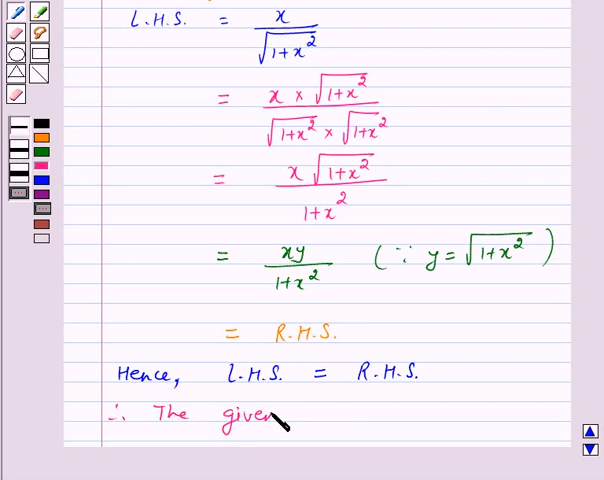 L.H.S. = x / √(1+x²)
= x × √(1+x²) / √(1+x²) × √(1+x²)
= x √(1+x²) / 1+x²
= xy / 1+x² (∵ y = √(1+x²))
= R.H.S.
Hence, L.H.S. = R.H.S.
∴ The given